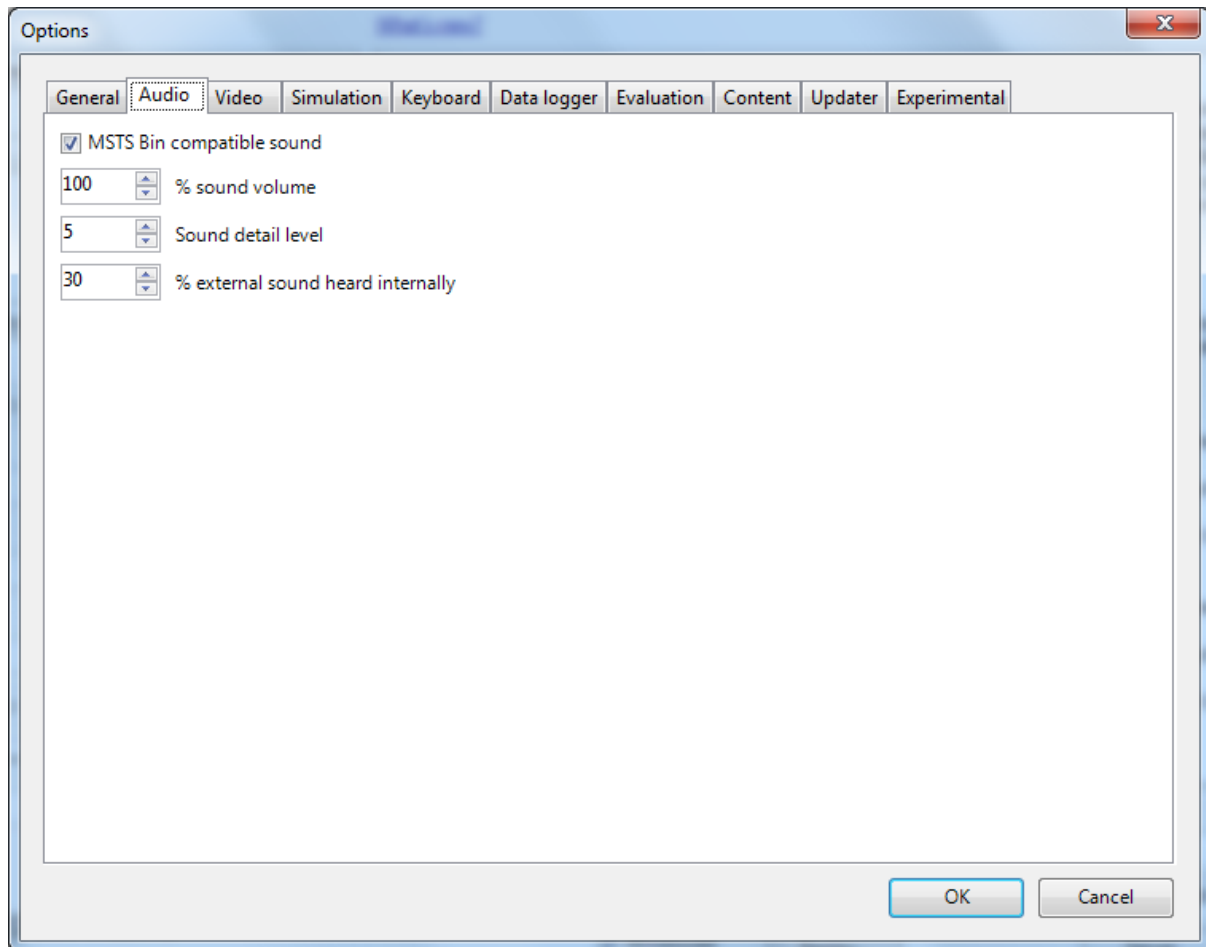 Options
General Audio Video Simulation Keyboard Data logger Evaluation Content Updater Experimental
MSTS Bin compatible sound
100 % sound volume
5 Sound detail level
30 % external sound heard internally
OK Cancel